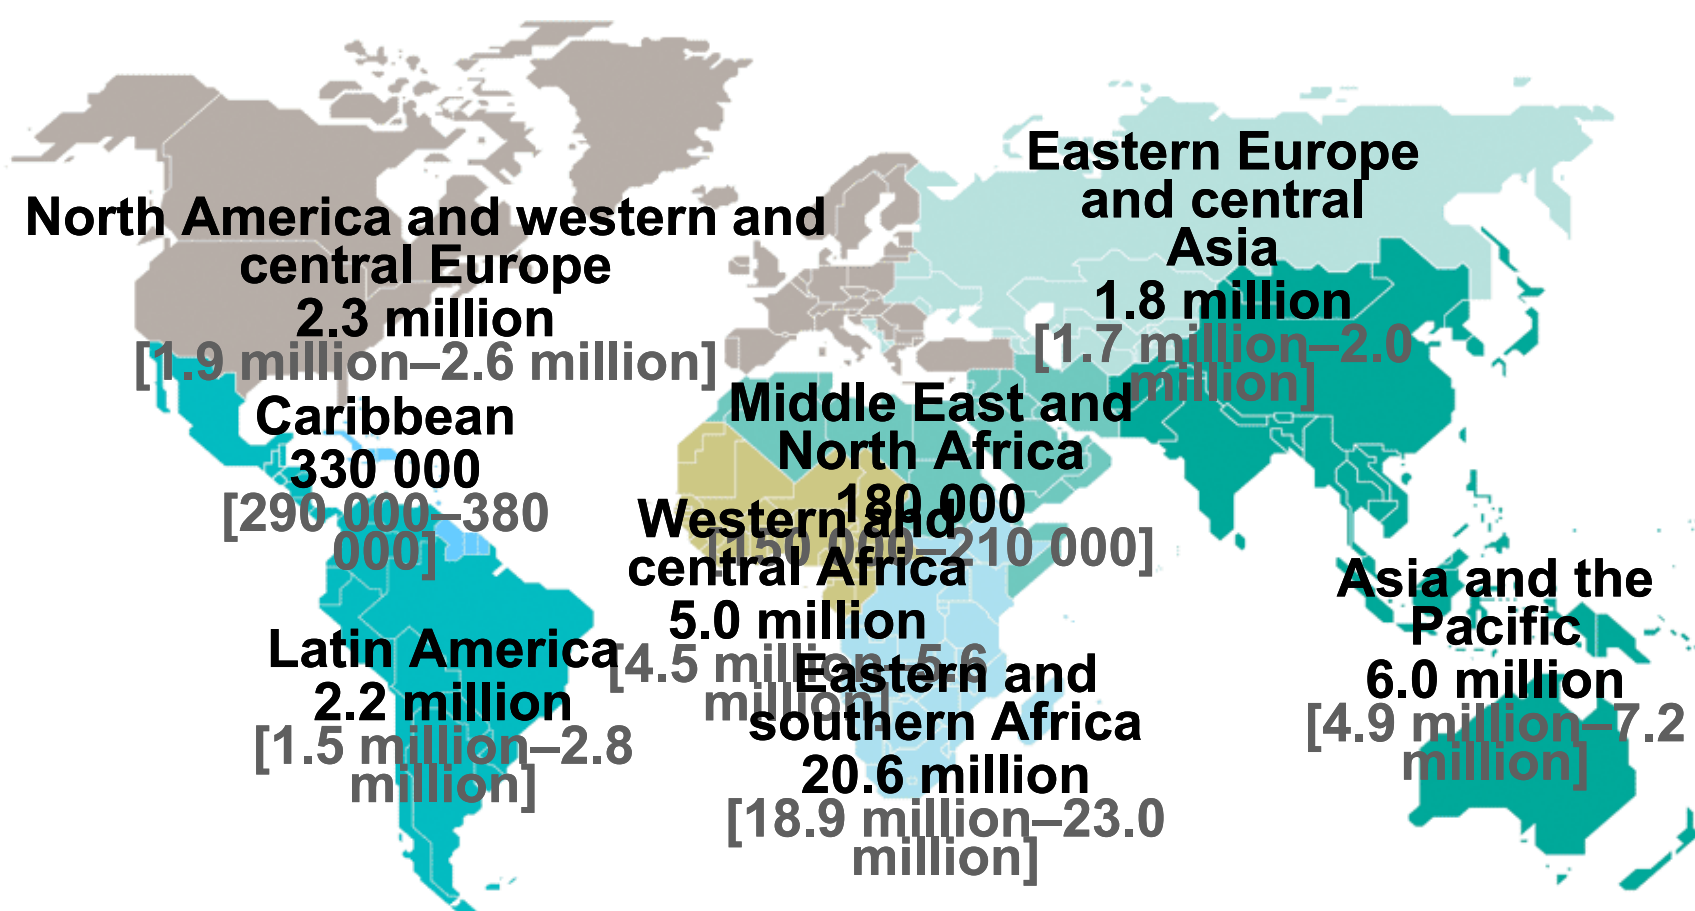 North America and western and
central Europe
2.3 million
[1.9 million–2.6 million]
Caribbean
330 000
[290 000–380
000]
Latin America
2.2 million
[1.5 million–2.8
million]
Middle East and
North Africa
180 000
[150 000–210 000]
Western and
central Africa
5.0 million
[4.5 million–5.6
million]
Eastern and
southern Africa
20.6 million
[18.9 million–23.0
million]
Eastern Europe
and central
Asia
1.8 million
[1.7 million–2.0
million]
Asia and the
Pacific
6.0 million
[4.9 million–7.2
million]